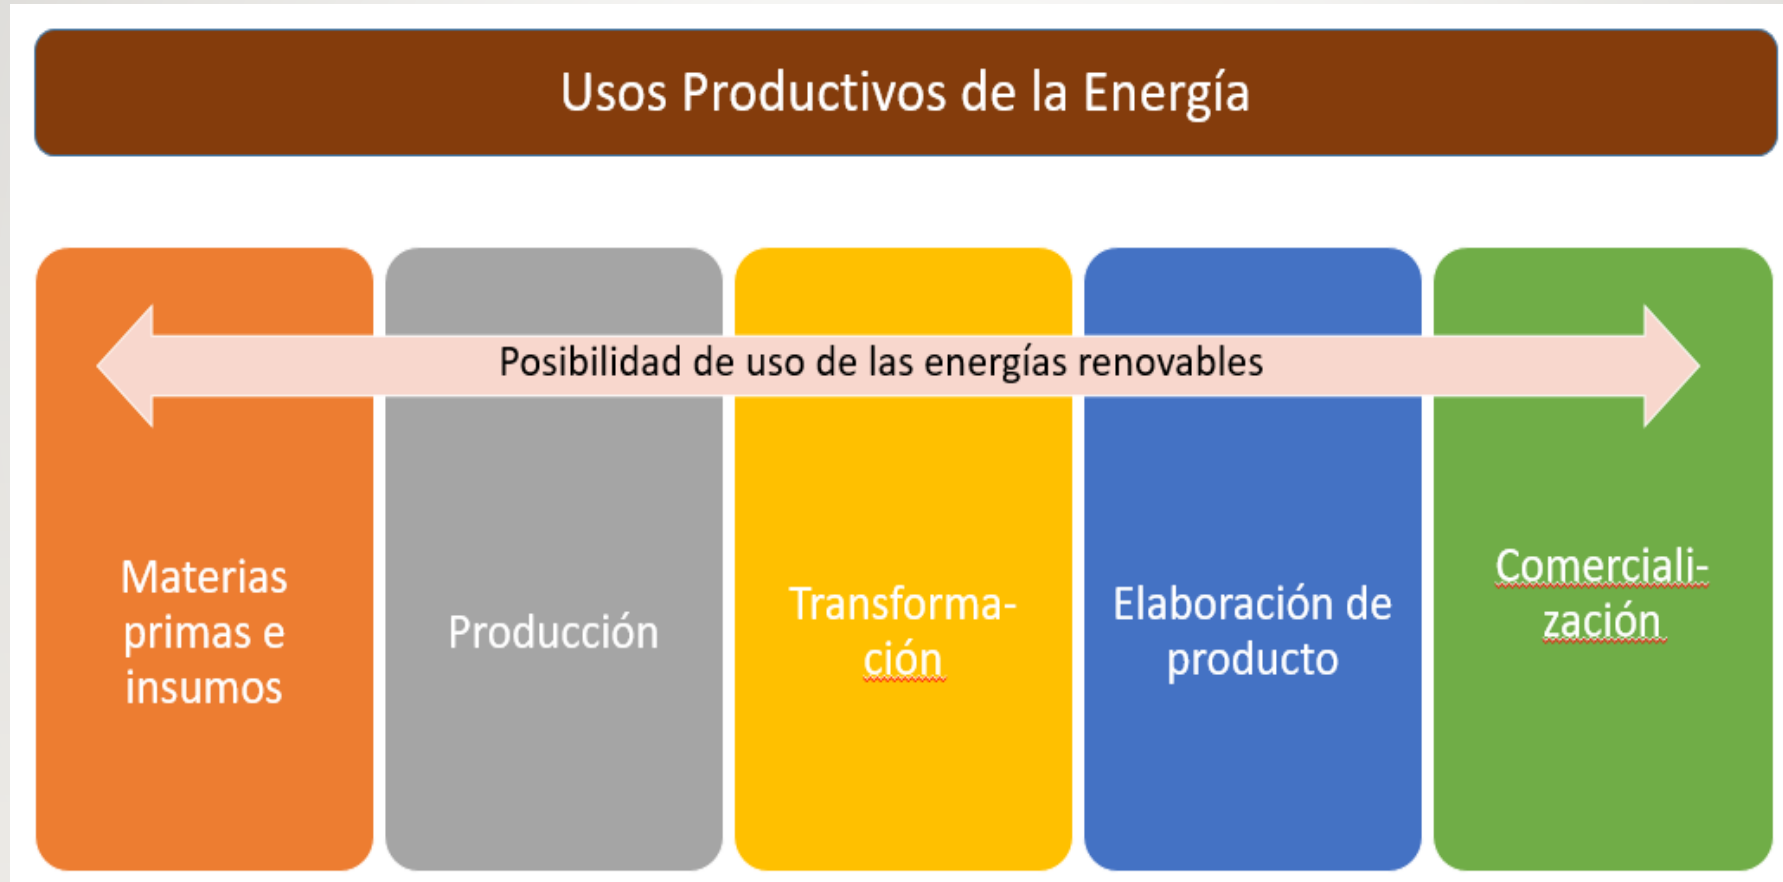 Usos Productivos de la Energía
Posibilidad de uso de las energías renovables
Materias
primas e
insumos
Producción
Transforma-
ción
Elaboración de
producto
Comerciali-
zación